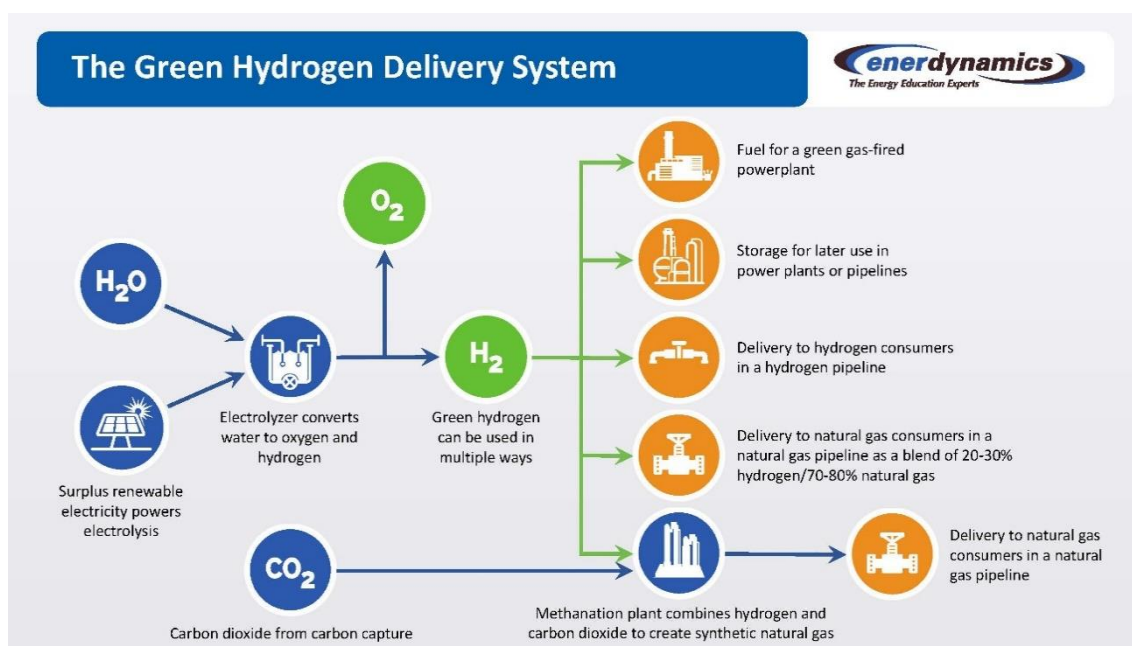 The Green Hydrogen Delivery System
enerdynamics
The Energy Education Experts
Fuel for a green gas-fired
powerplant
O2
Storage for later use in
power plants or pipelines
H2O
H2
Delivery to hydrogen consumers
in a hydrogen pipeline
Electrolyzer converts
water to oxygen and
hydrogen
Green hydrogen
can be used in
multiple ways
Delivery to natural gas consumers in a
natural gas pipeline as a blend of 20-30%
hydrogen/70-80% natural gas
Surplus renewable
electricity powers
electrolysis
CO2
Carbon dioxide from carbon capture
Methanation plant combines hydrogen and
carbon dioxide to create synthetic natural gas
Delivery to natural gas
consumers in a natural
gas pipeline